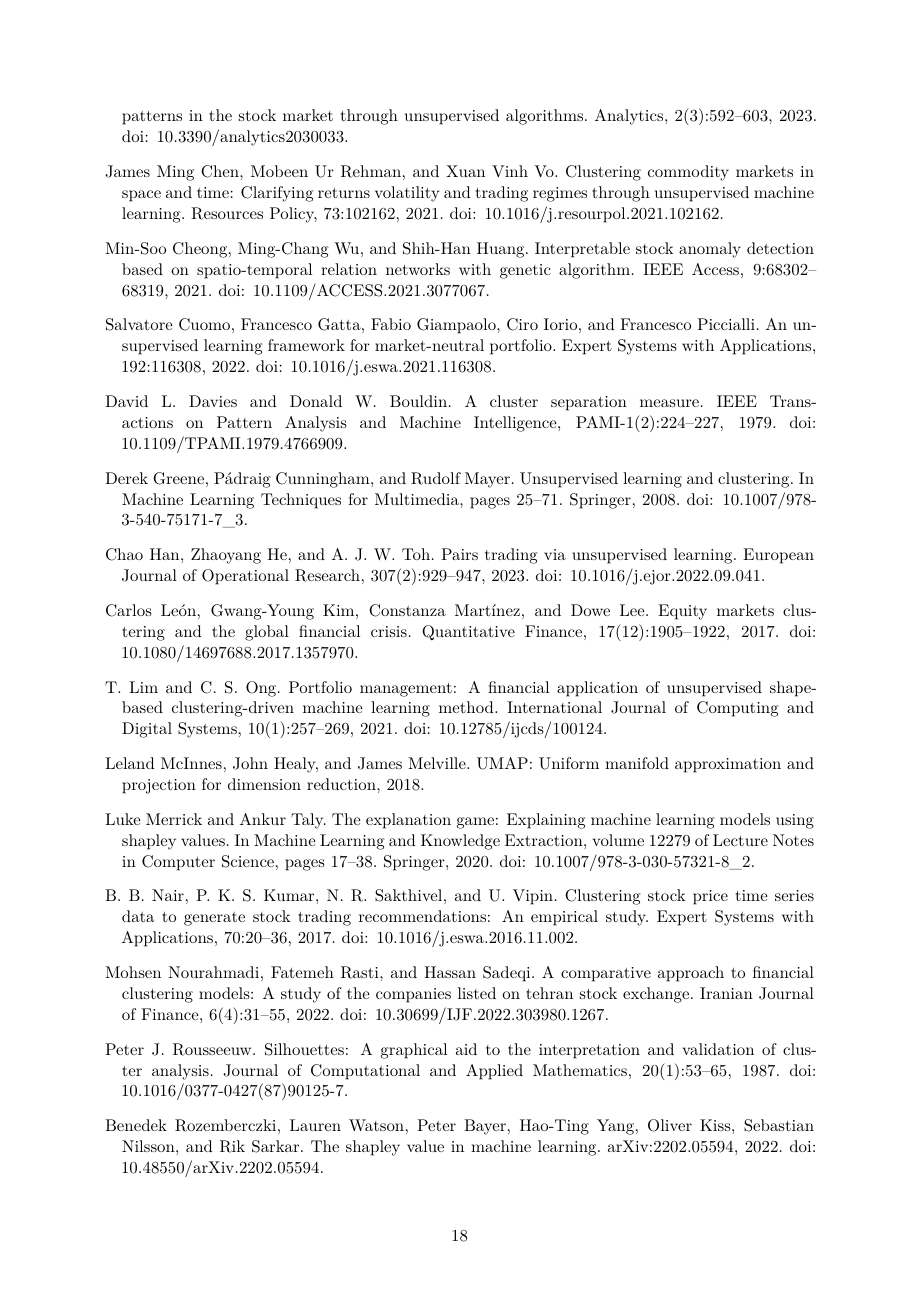 patterns in the stock market through unsupervised algorithms. Analytics, 2(3):592–603, 2023.
doi: 10.3390/analytics2030033.
James Ming Chen, Mobeen Ur Rehman, and Xuan Vinh Vo. Clustering commodity markets in
space and time: Clarifying returns volatility and trading regimes through unsupervised machine
learning. Resources Policy, 73:102162, 2021. doi: 10.1016/j.resourpol.2021.102162.
Min-Soo Cheong, Ming-Chang Wu, and Shih-Han Huang. Interpretable stock anomaly detection
based on spatio-temporal relation networks with genetic algorithm. IEEE Access, 9:68302–
68319, 2021. doi: 10.1109/ACCESS.2021.3077067.
Salvatore Cuomo, Francesco Gatta, Fabio Giampaolo, Ciro Iorio, and Francesco Piccialli. An un-
supervised learning framework for market-neutral portfolio. Expert Systems with Applications,
192:116308, 2022. doi: 10.1016/j.eswa.2021.116308.
David L. Davies and Donald W. Bouldin. A cluster separation measure. IEEE Trans-
actions on Pattern Analysis and Machine Intelligence, PAMI-1(2):224–227, 1979. doi:
10.1109/TPAMI.1979.4766909.
Derek Greene, Pádraig Cunningham, and Rudolf Mayer. Unsupervised learning and clustering. In
Machine Learning Techniques for Multimedia, pages 25–71. Springer, 2008. doi: 10.1007/978-
3-540-75171-7_3.
Chao Han, Zhaoyang He, and A. J. W. Toh. Pairs trading via unsupervised learning. European
Journal of Operational Research, 307(2):929–947, 2023. doi: 10.1016/j.ejor.2022.09.041.
Carlos León, Gwang-Young Kim, Constanza Martínez, and Dowe Lee. Equity markets clus-
tering and the global financial crisis. Quantitative Finance, 17(12):1905–1922, 2017. doi:
10.1080/14697688.2017.1357970.
T. Lim and C. S. Ong. Portfolio management: A financial application of unsupervised shape-
based clustering-driven machine learning method. International Journal of Computing and
Digital Systems, 10(1):257–269, 2021. doi: 10.12785/ijcds/100124.
Leland McInnes, John Healy, and James Melville. UMAP: Uniform manifold approximation and
projection for dimension reduction, 2018.
Luke Merrick and Ankur Taly. The explanation game: Explaining machine learning models using
shapley values. In Machine Learning and Knowledge Extraction, volume 12279 of Lecture Notes
in Computer Science, pages 17–38. Springer, 2020. doi: 10.1007/978-3-030-57321-8_2.
B. B. Nair, P. K. S. Kumar, N. R. Sakthivel, and U. Vipin. Clustering stock price time series
data to generate stock trading recommendations: An empirical study. Expert Systems with
Applications, 70:20–36, 2017. doi: 10.1016/j.eswa.2016.11.002.
Mohsen Nourahmadi, Fatemeh Rasti, and Hassan Sadeqi. A comparative approach to financial
clustering models: A study of the companies listed on tehran stock exchange. Iranian Journal
of Finance, 6(4):31–55, 2022. doi: 10.30699/IJF.2022.303980.1267.
Peter J. Rousseeuw. Silhouettes: A graphical aid to the interpretation and validation of clus-
ter analysis. Journal of Computational and Applied Mathematics, 20(1):53–65, 1987. doi:
10.1016/0377-0427(87)90125-7.
Benedek Rozemberczki, Lauren Watson, Peter Bayer, Hao-Ting Yang, Oliver Kiss, Sebastian
Nilsson, and Rik Sarkar. The shapley value in machine learning. arXiv:2202.05594, 2022. doi:
10.48550/arXiv.2202.05594.
18